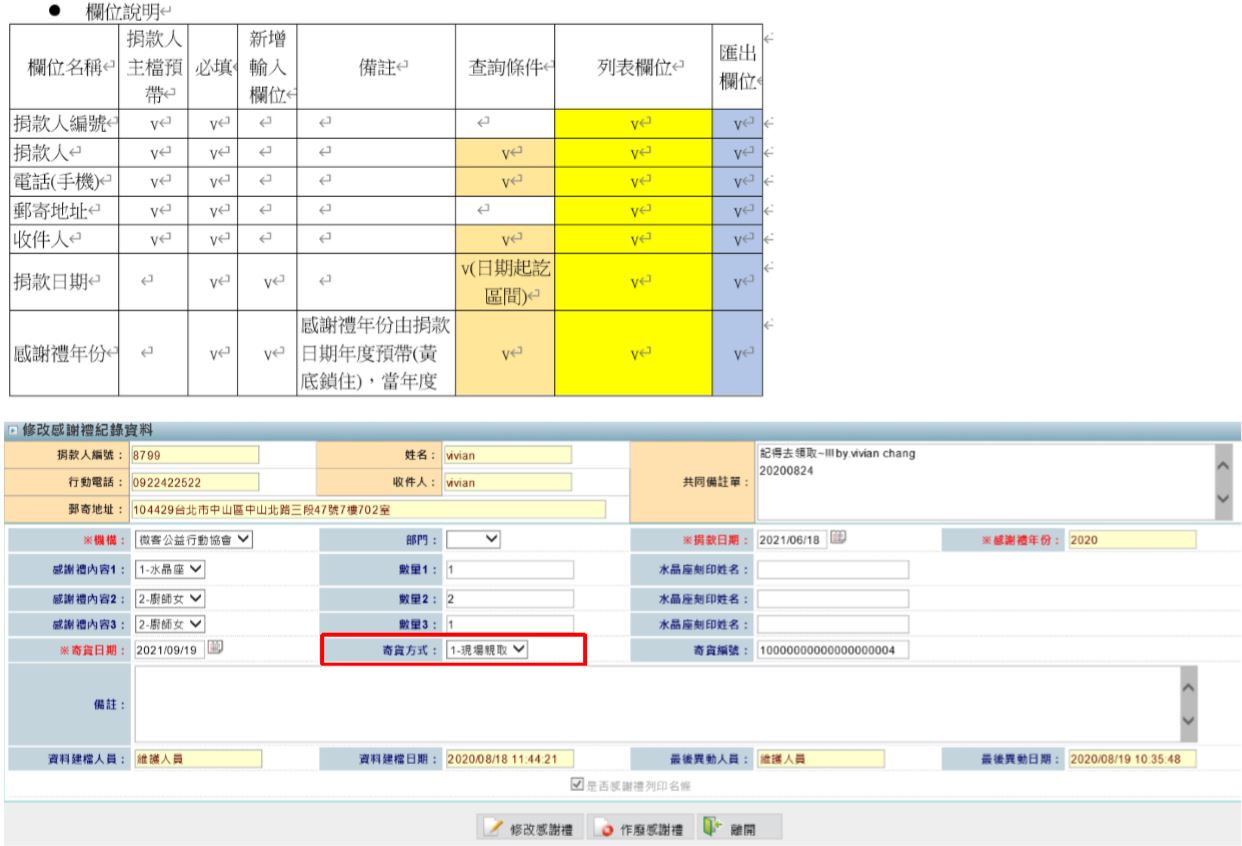 ● 欄位說明
欄位名稱 捐款人主檔預帶 必填 新增輸入欄位 備註 查詢條件 列表欄位 匯出欄位
捐款人編號 v v v v
捐款人 v v v v v
電話(手機) v v v v v
郵寄地址 v v v v
收件人 v v v v v
捐款日期 v v v(日期起訖區間) v v
感謝禮年份 v v 感謝禮年份由捐款日期年度預帶(黃底鎖住)，當年度 v v v
修改感謝禮紀錄資料
捐款人編號： 8799 姓名： vivian 共同備註單： 記得去領取~!!! by.vivian chang
20200824
行動電話： 0922422522 收件人： vivian
郵寄地址： 104429台北市中山區中山北路三段47號7樓702室
※機構： 微客公益行動協會 部門： ※捐款日期： 2021/06/18 ※感謝禮年份： 2020
感謝禮內容1： 1-水晶座 數量1： 1 水晶座刻印姓名：
感謝禮內容2： 2-廚師女 數量2： 2 水晶座刻印姓名：
感謝禮內容3： 2-廚師女 數量3： 1 水晶座刻印姓名：
※寄貨日期： 2021/09/19 寄貨方式： 1-現場親取 寄貨編號： 10000000000000000004
備註：
資料建檔人員： 維護人員 資料建檔日期： 2020/08/18 11:44:21 最後異動人員： 維護人員 最後異動日期： 2020/08/19 10:35:48
是否感謝禮列印名條
修改感謝禮 作廢感謝禮 離開